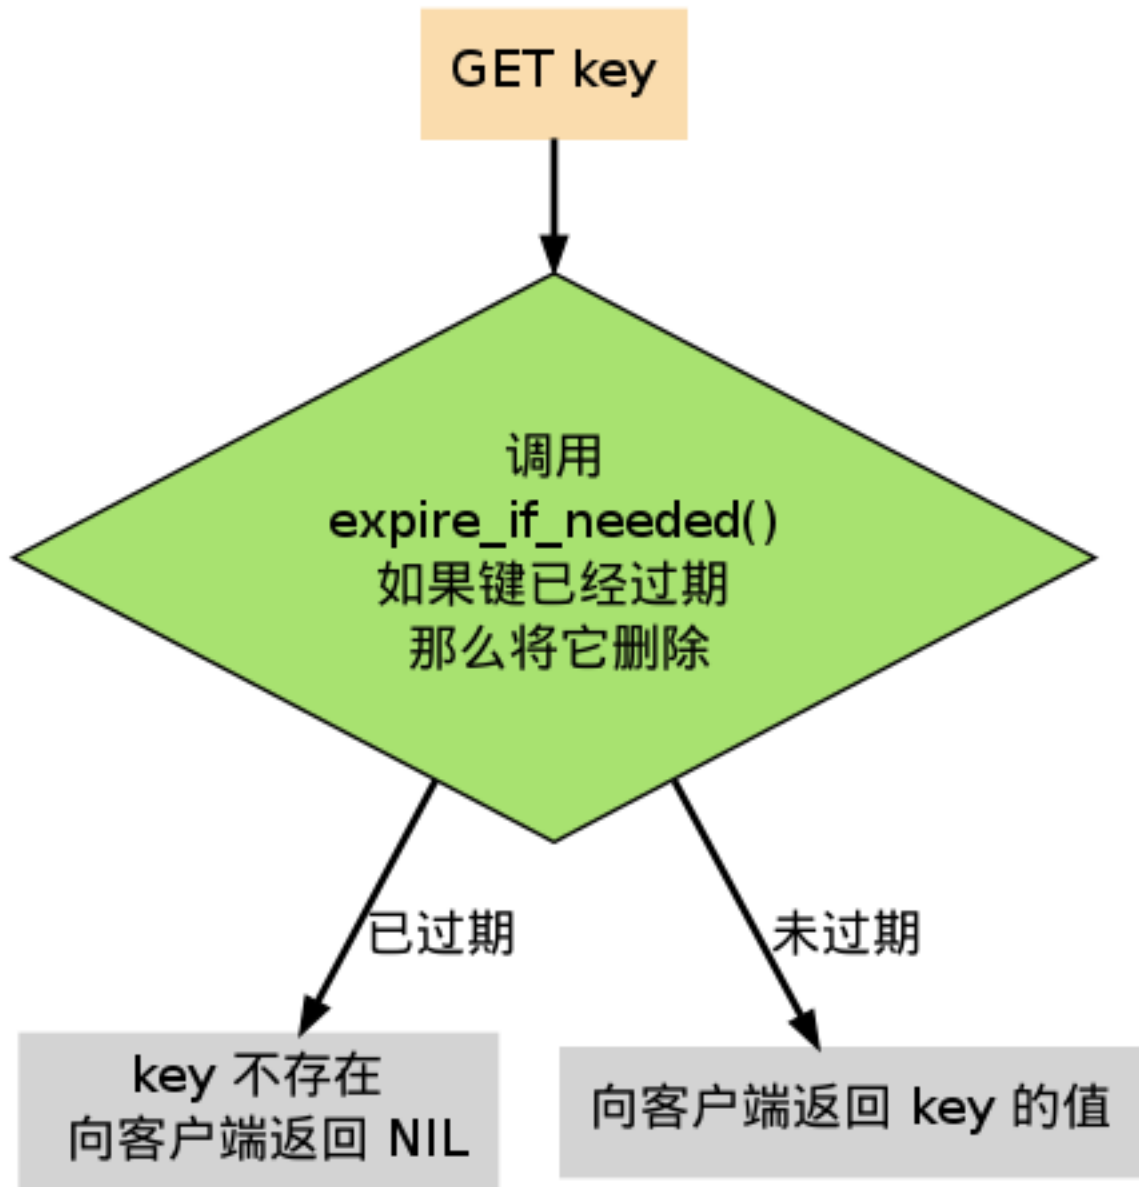 GET key
调用
expire_if_needed()
如果键已经过期
那么将它删除
已过期
未过期
key 不存在
向客户端返回 NIL
向客户端返回 key 的值